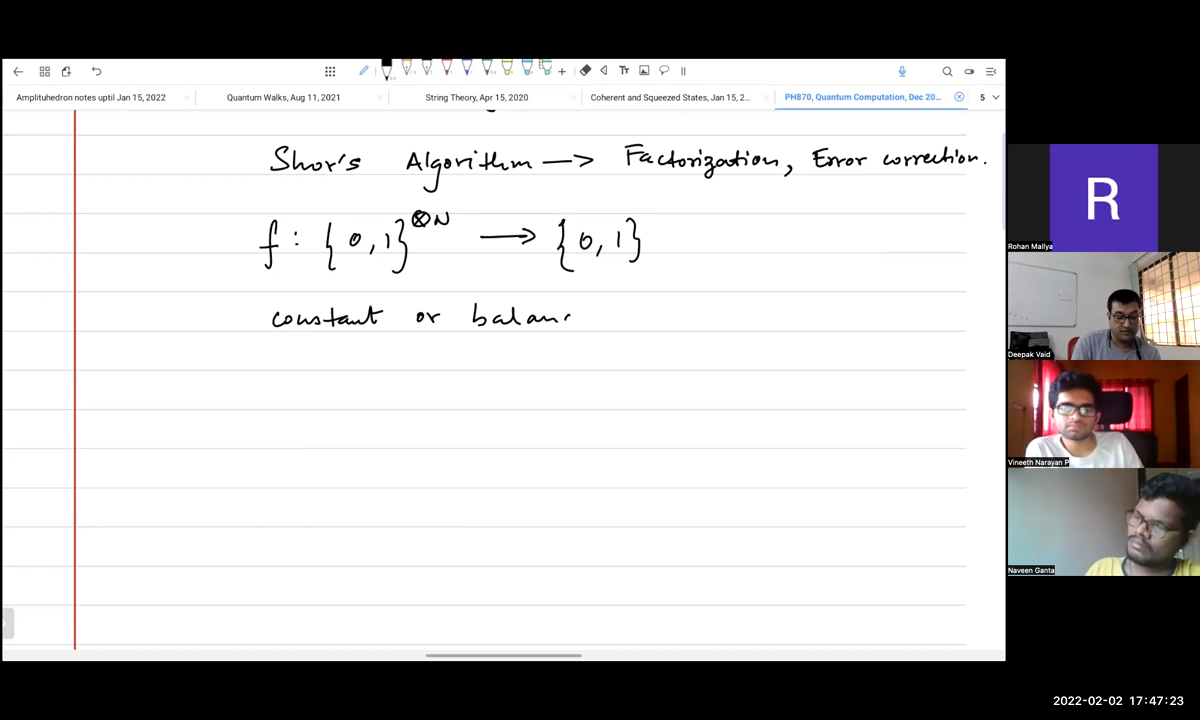 Amplituhedron notes uptil Jan 15, 2022
Quantum Walks, Aug 11, 2021
String Theory, Apr 15, 2020
Coherent and Squeezed States, Jan 15, 2...
PH870, Quantum Computation, Dec 20...
5
Tt
Shor's Algorithm → Factorization, Error correction.
f : {0,1}^⊗N → {0,1}
constant or balanc
R
Rohan Mallya
Deepak Vaid
Vineeth Narayan P
Naveen Ganta
2022-02-02 17:47:23